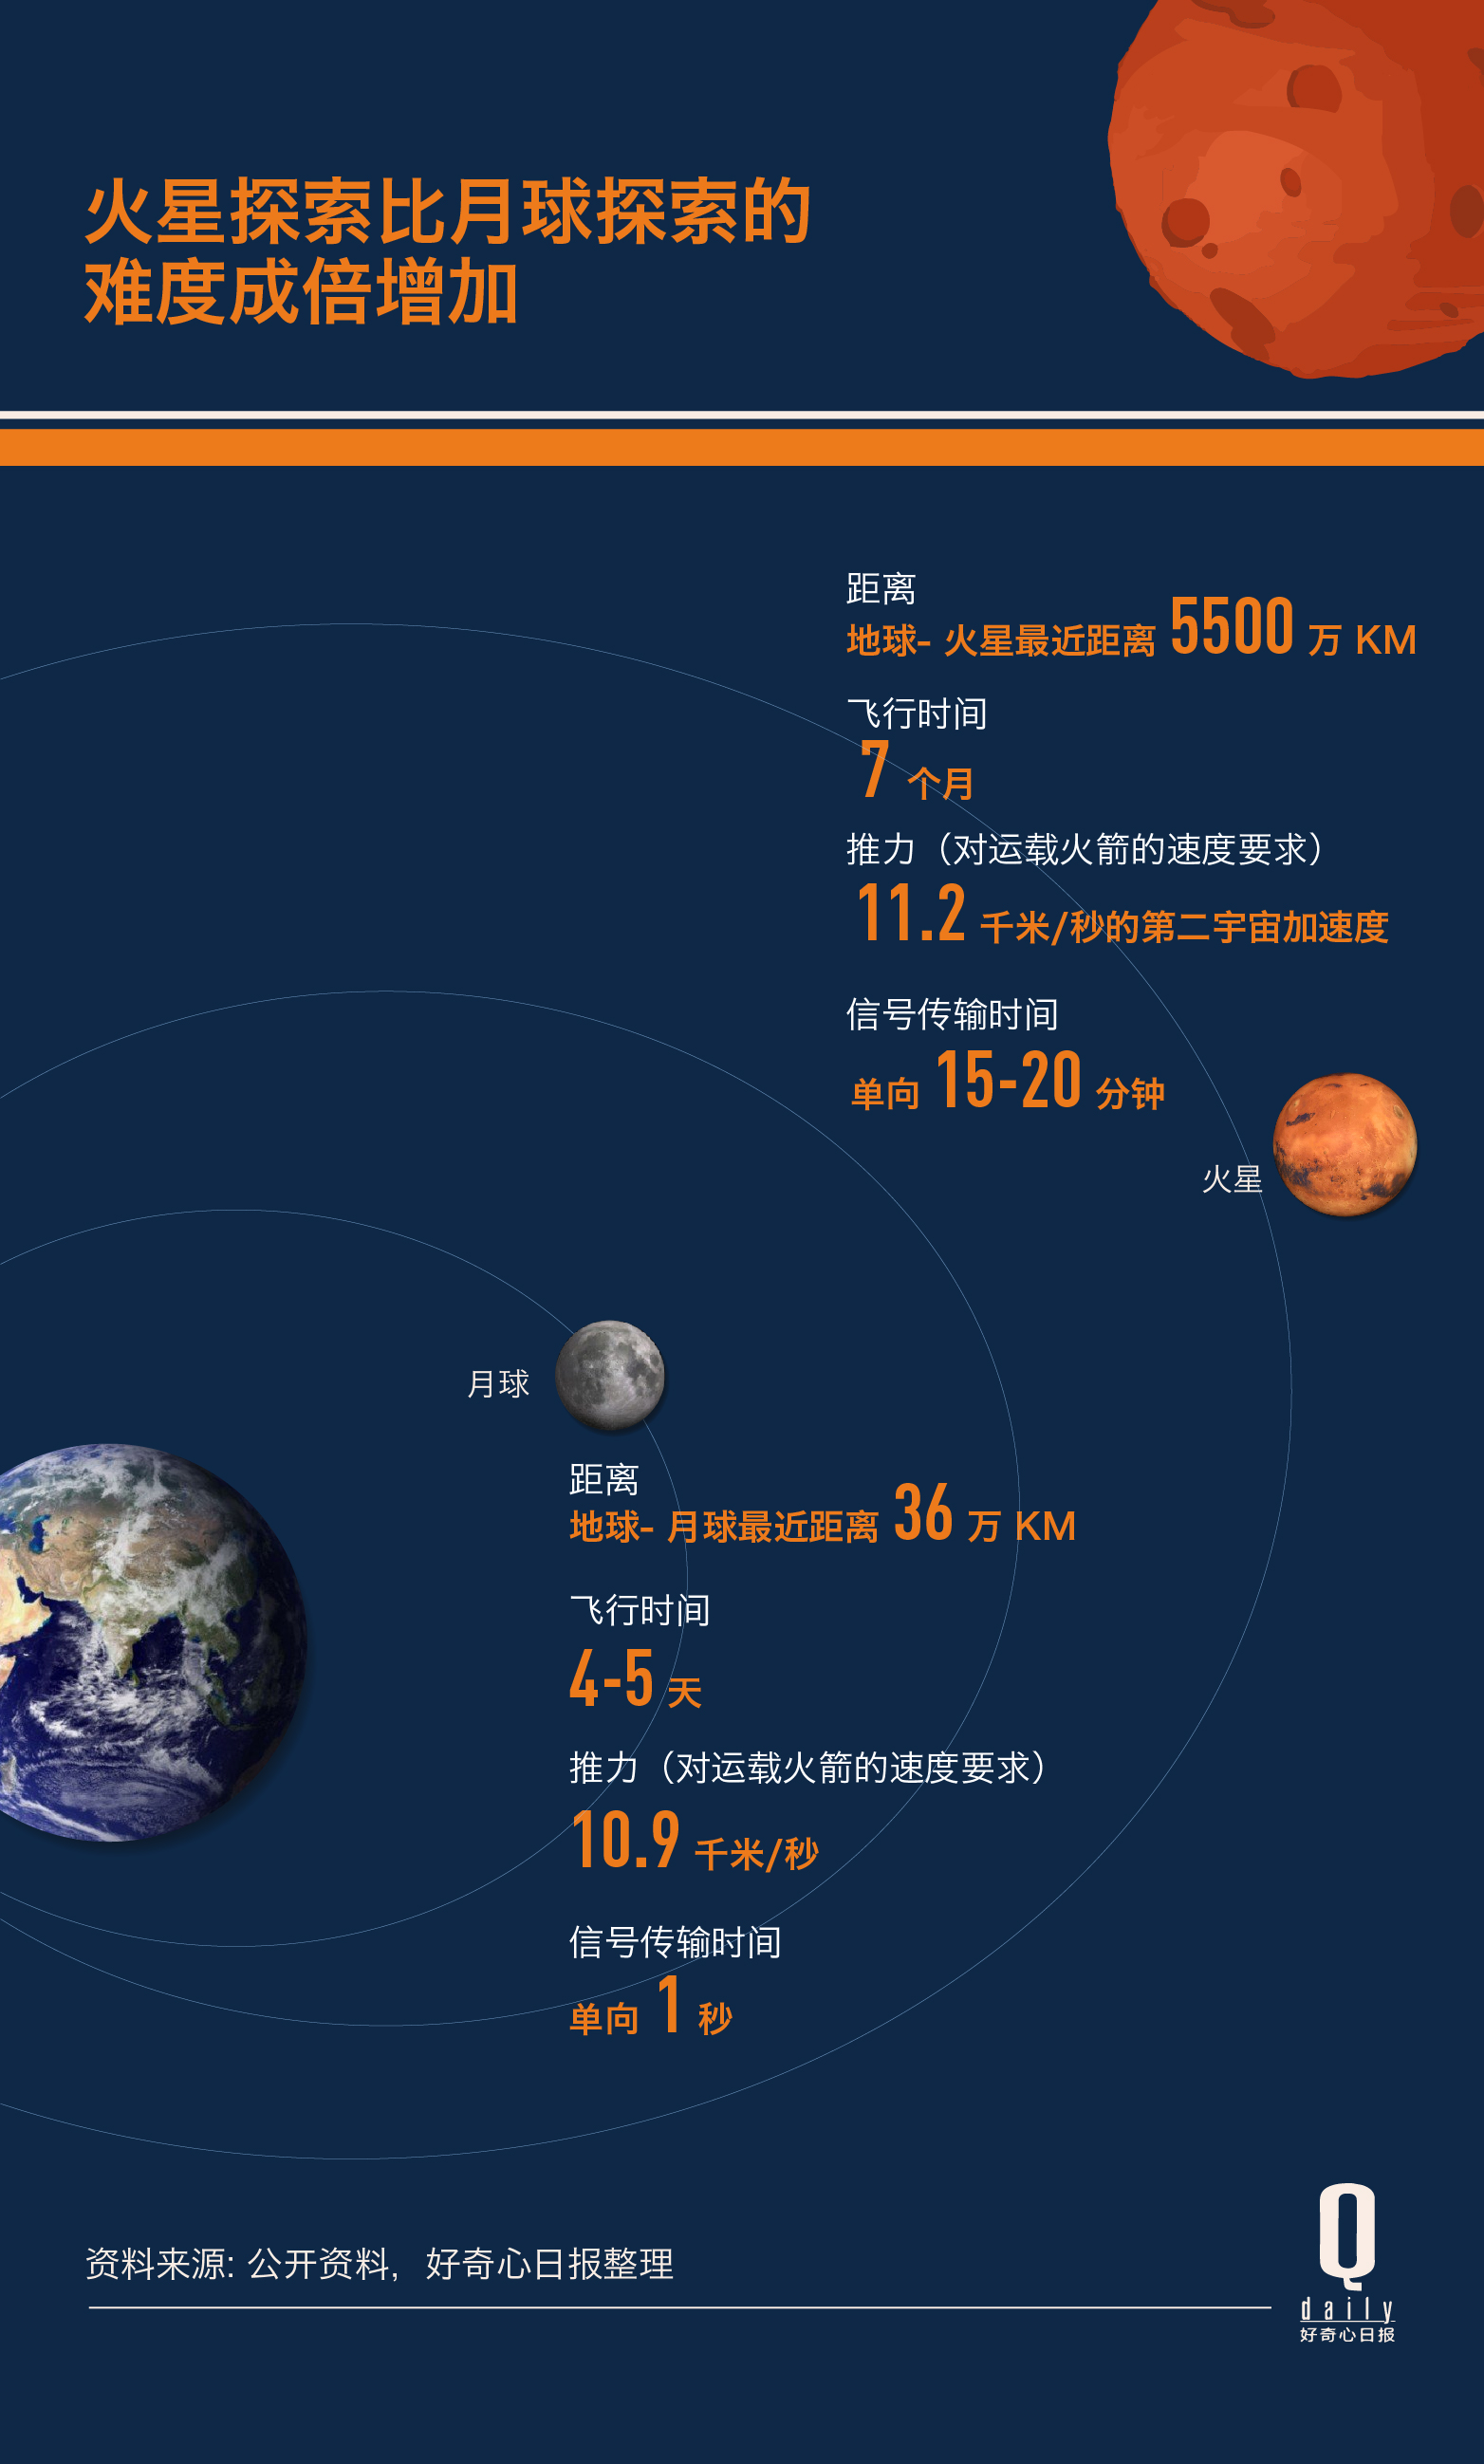 火星探索比月球探索的
难度成倍增加
距离
地球- 火星最近距离 5500 万 KM
飞行时间
7 个月
推力（对运载火箭的速度要求）
11.2 千米/秒的第二宇宙加速度
信号传输时间
单向 15-20 分钟
火星
月球
距离
地球- 月球最近距离 36 万 KM
飞行时间
4-5 天
推力（对运载火箭的速度要求）
10.9 千米/秒
信号传输时间
单向 1 秒
资料来源: 公开资料，好奇心日报整理
Q
daily
好奇心日报